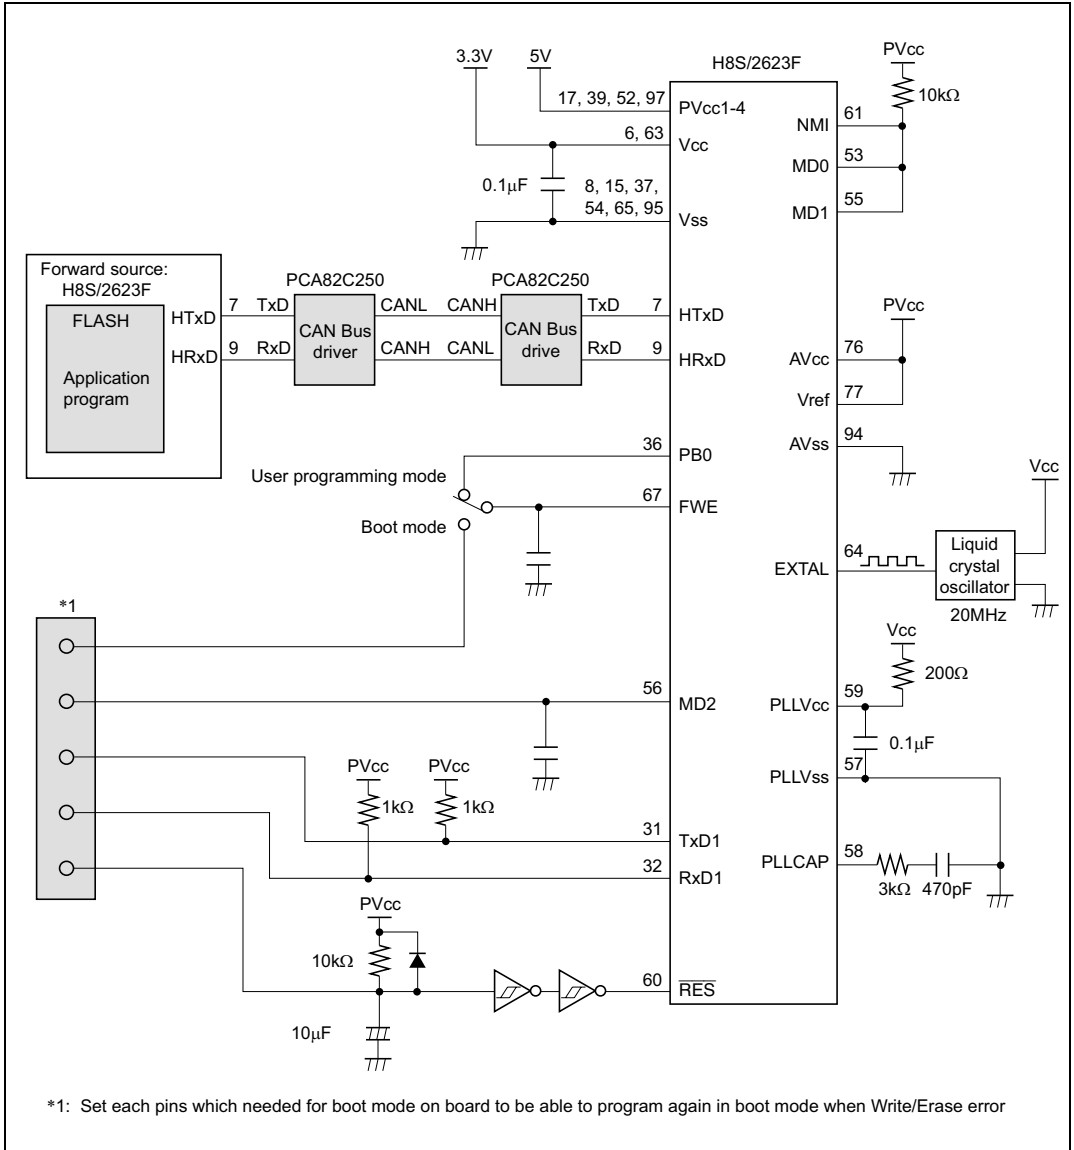 3.3V
5V
H8S/2623F
PVcc
10kΩ
17, 39, 52, 97
PVcc1-4
NMI
61
6, 63
Vcc
MD0
53
0.1μF
8, 15, 37,
54, 65, 95
Vss
MD1
55
Forward source:
H8S/2623F
FLASH
Application
program
HTxD
7
TxD
HRxD
9
RxD
PCA82C250
CAN Bus
driver
CANL
CANH
CANH
CANL
PCA82C250
CAN Bus
drive
TxD
7
HTxD
RxD
9
HRxD
PVcc
AVcc
76
Vref
77
AVss
94
36
PB0
User programming mode
67
FWE
Boot mode
Vcc
EXTAL
64
Liquid
crystal
oscillator
20MHz
*1
Vcc
200Ω
56
MD2
PLLVcc
59
0.1μF
PLLVss
57
PVcc
1kΩ
PVcc
1kΩ
31
TxD1
32
RxD1
PLLCAP
58
3kΩ
470pF
PVcc
10kΩ
60
RES
10μF
*1: Set each pins which needed for boot mode on board to be able to program again in boot mode when Write/Erase error